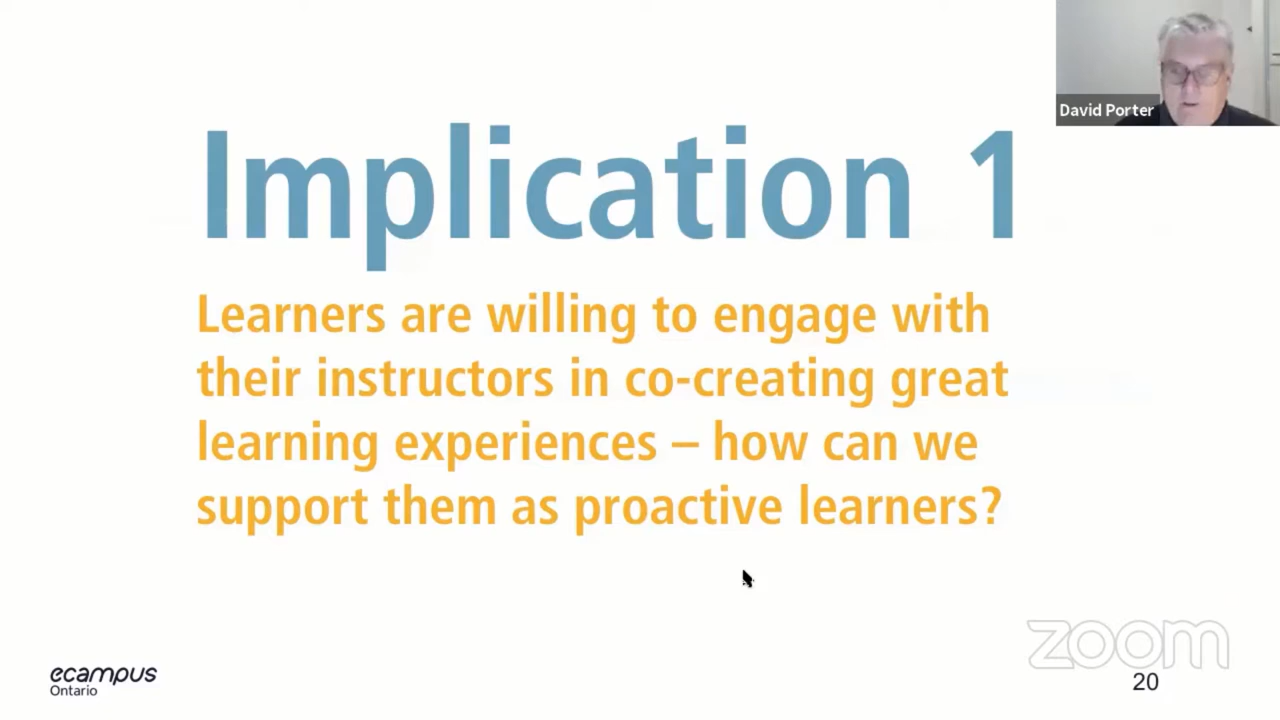 David Porter
Implication 1
Learners are willing to engage with
their instructors in co-creating great
learning experiences – how can we
support them as proactive learners?
zoom
ecampus
Ontario
20